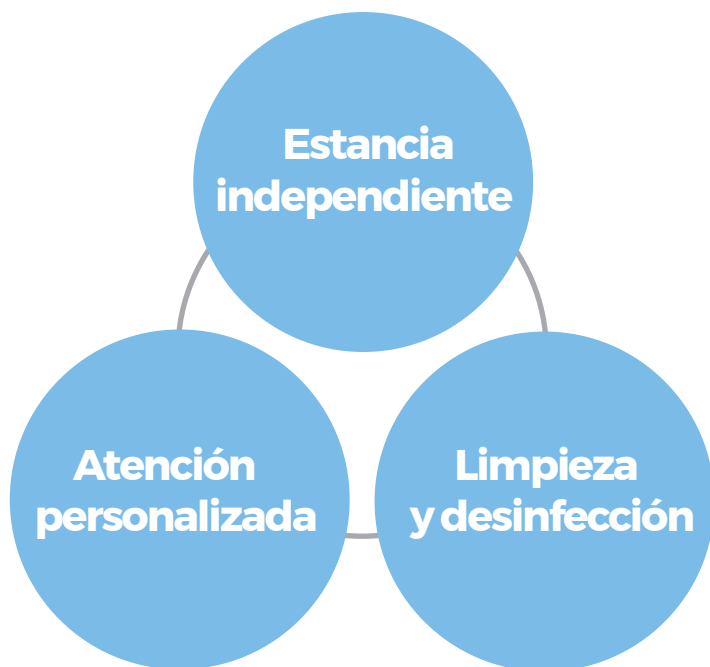 Estancia
independiente
Atención
personalizada
Limpieza
y desinfección